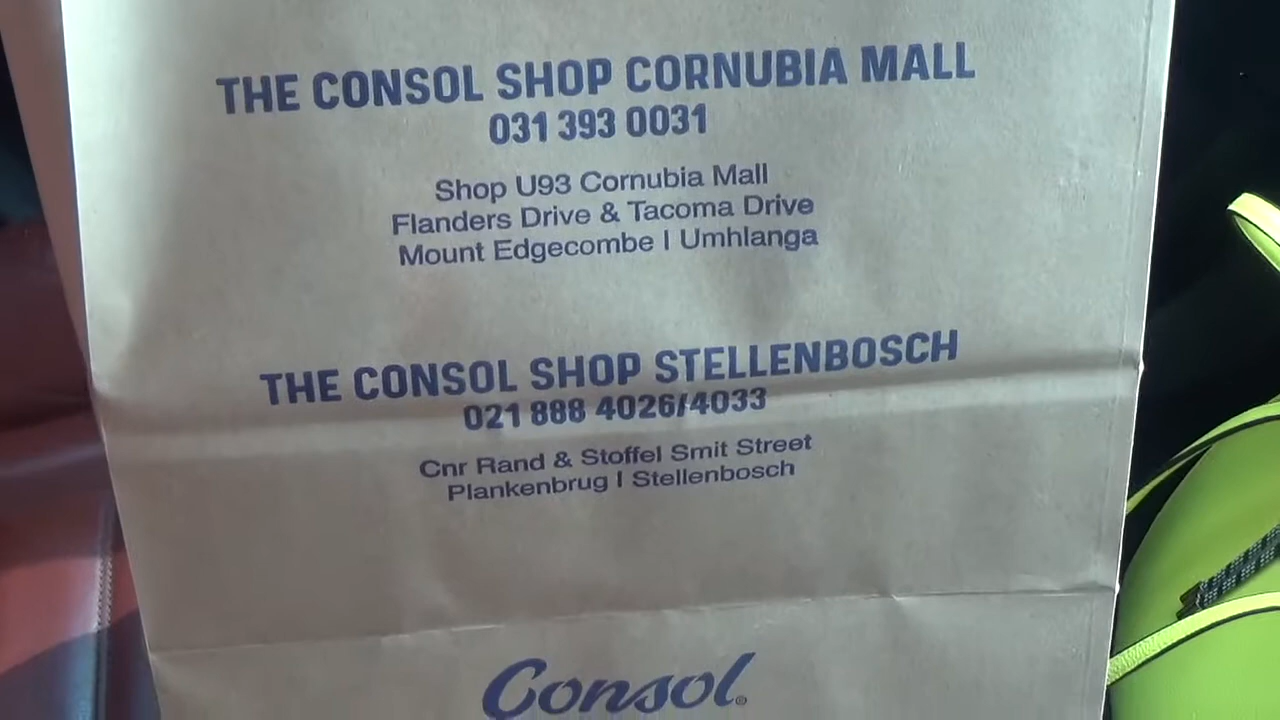 THE CONSOL SHOP CORNUBIA MALL
031 393 0031
Shop U93 Cornubia Mall
Flanders Drive & Tacoma Drive
Mount Edgecombe | Umhlanga
THE CONSOL SHOP STELLENBOSCH
021 888 4026/4033
Cnr Rand & Stoffel Smit Street
Plankenbrug | Stellenbosch
Consol®